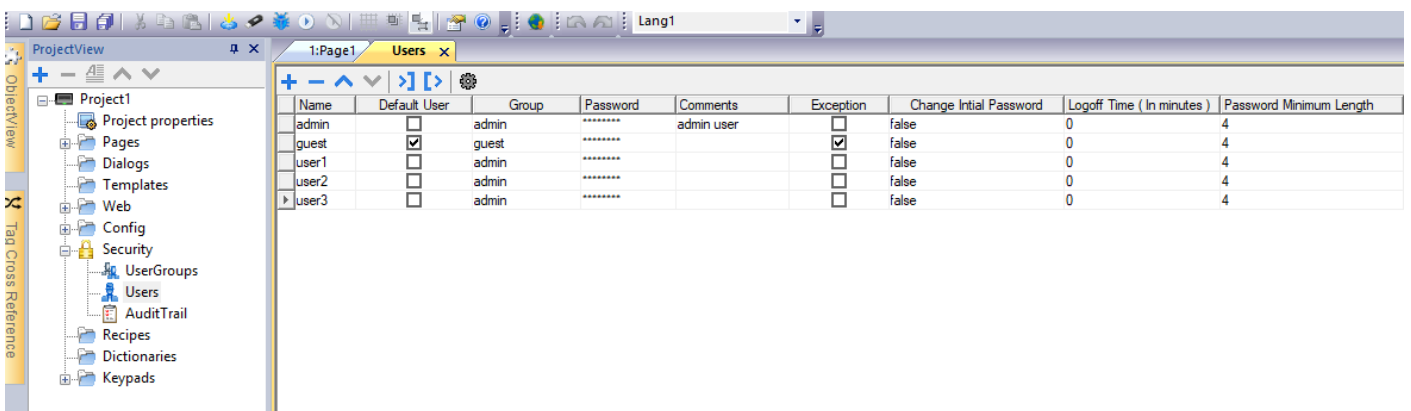 Lang1
ProjectView
1:Page1
Users
ObjectView
Tag Cross Reference
Project1
Project properties
Pages
Dialogs
Templates
Web
Config
Security
UserGroups
Users
AuditTrail
Recipes
Dictionaries
Keypads
Name Default User Group Password Comments Exception Change Intial Password Logoff Time ( In minutes ) Password Minimum Length
admin admin ******** admin user false 0 4
guest guest ******** false 0 4
user1 admin ******** false 0 4
user2 admin ******** false 0 4
user3 admin ******** false 0 4